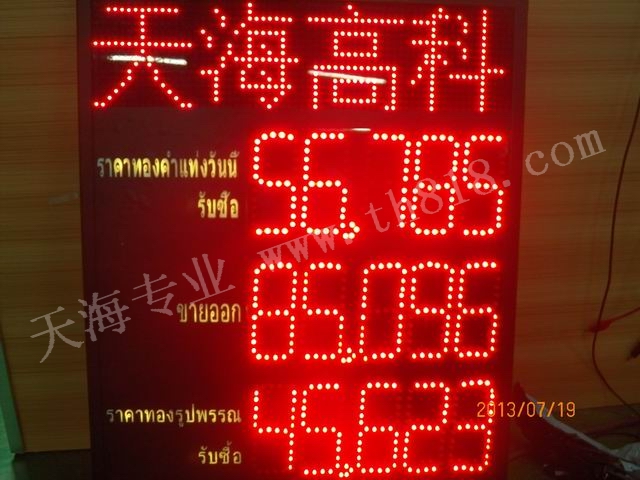 天海高科
ราคาทองคำแท่งวันนี้
รับซื้อ
56,785
ขายออก
85,096
ราคาทองรูปพรรณ
รับซื้อ
45,623
天海专业 www.th818.com
2013/07/19